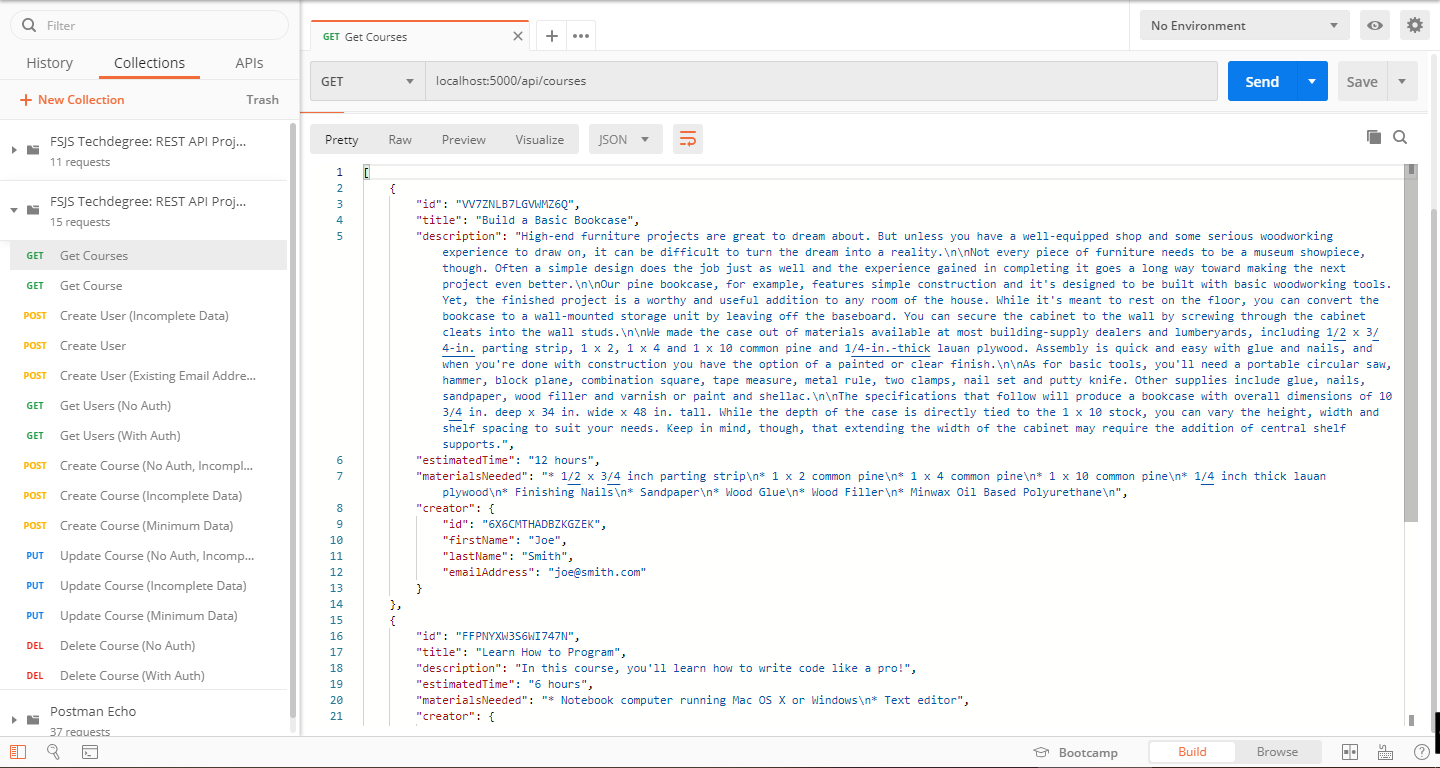 Filter
History Collections APIs
+ New Collection Trash
FSJS Techdegree: REST API Proj...
11 requests
FSJS Techdegree: REST API Proj...
15 requests
GET Get Courses
GET Get Course
POST Create User (Incomplete Data)
POST Create User
POST Create User (Existing Email Addre...
GET Get Users (No Auth)
GET Get Users (With Auth)
POST Create Course (No Auth, Incompl...
POST Create Course (Incomplete Data)
POST Create Course (Minimum Data)
PUT Update Course (No Auth, Incomp...
PUT Update Course (Incomplete Data)
PUT Update Course (Minimum Data)
DEL Delete Course (No Auth)
DEL Delete Course (With Auth)
Postman Echo
37 requests
GET Get Courses
No Environment
GET localhost:5000/api/courses Send Save
Pretty Raw Preview Visualize JSON
1 [
2 {
3 "id": "VV7ZNLB7LGVWMZ6Q",
4 "title": "Build a Basic Bookcase",
5 "description": "High-end furniture projects are great to dream about. But unless you have a well-equipped shop and some serious woodworking
experience to draw on, it can be difficult to turn the dream into a reality.\n\nNot every piece of furniture needs to be a museum showpiece,
though. Often a simple design does the job just as well and the experience gained in completing it goes a long way toward making the next
project even better.\n\nOur pine bookcase, for example, features simple construction and it's designed to be built with basic woodworking tools.
Yet, the finished project is a worthy and useful addition to any room of the house. While it's meant to rest on the floor, you can convert the
bookcase to a wall-mounted storage unit by leaving off the baseboard. You can secure the cabinet to the wall by screwing through the cabinet
cleats into the wall studs.\n\nWe made the case out of materials available at most building-supply dealers and lumberyards, including 1/2 x 3/
4-in. parting strip, 1 x 2, 1 x 4 and 1 x 10 common pine and 1/4-in.-thick lauan plywood. Assembly is quick and easy with glue and nails, and
when you're done with construction you have the option of a painted or clear finish.\n\nAs for basic tools, you'll need a portable circular saw,
hammer, block plane, combination square, tape measure, metal rule, two clamps, nail set and putty knife. Other supplies include glue, nails,
sandpaper, wood filler and varnish or paint and shellac.\n\nThe specifications that follow will produce a bookcase with overall dimensions of 10
3/4 in. deep x 34 in. wide x 48 in. tall. While the depth of the case is directly tied to the 1 x 10 stock, you can vary the height, width and
shelf spacing to suit your needs. Keep in mind, though, that extending the width of the cabinet may require the addition of central shelf
supports.",
6 "estimatedTime": "12 hours",
7 "materialsNeeded": "* 1/2 x 3/4 inch parting strip\n* 1 x 2 common pine\n* 1 x 4 common pine\n* 1 x 10 common pine\n* 1/4 inch thick lauan
plywood\n* Finishing Nails\n* Sandpaper\n* Wood Glue\n* Wood Filler\n* Minwax Oil Based Polyurethane\n",
8 "creator": {
9 "id": "6X6CMTHADBZKGZEK",
10 "firstName": "Joe",
11 "lastName": "Smith",
12 "emailAddress": "joe@smith.com"
13 }
14 },
15 {
16 "id": "FFPNYXW3S6WI747N",
17 "title": "Learn How to Program",
18 "description": "In this course, you'll learn how to write code like a pro!",
19 "estimatedTime": "6 hours",
20 "materialsNeeded": "* Notebook computer running Mac OS X or Windows\n* Text editor",
21 "creator": {
Bootcamp Build Browse